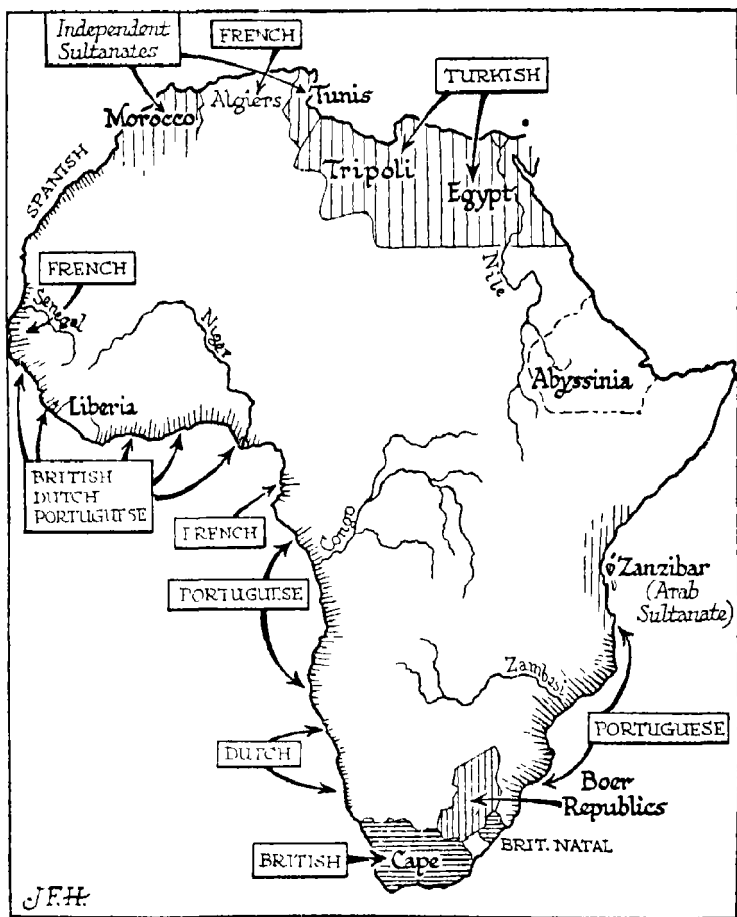 Independent
Sultanates
FRENCH
TURKISH
Algiers
Tunis
Morocco
Tripoli
Egypt
SPANISH
FRENCH
Nile
Senegal
Niger
Abyssinia
Liberia
BRITISH
DUTCH
PORTUGUESE
FRENCH
Congo
Zanzibar
(Arab
Sultanate)
PORTUGUESE
Zambesi
PORTUGUESE
DUTCH
Boer
Republics
BRIT. NATAL
BRITISH
Cape
J.F.H.